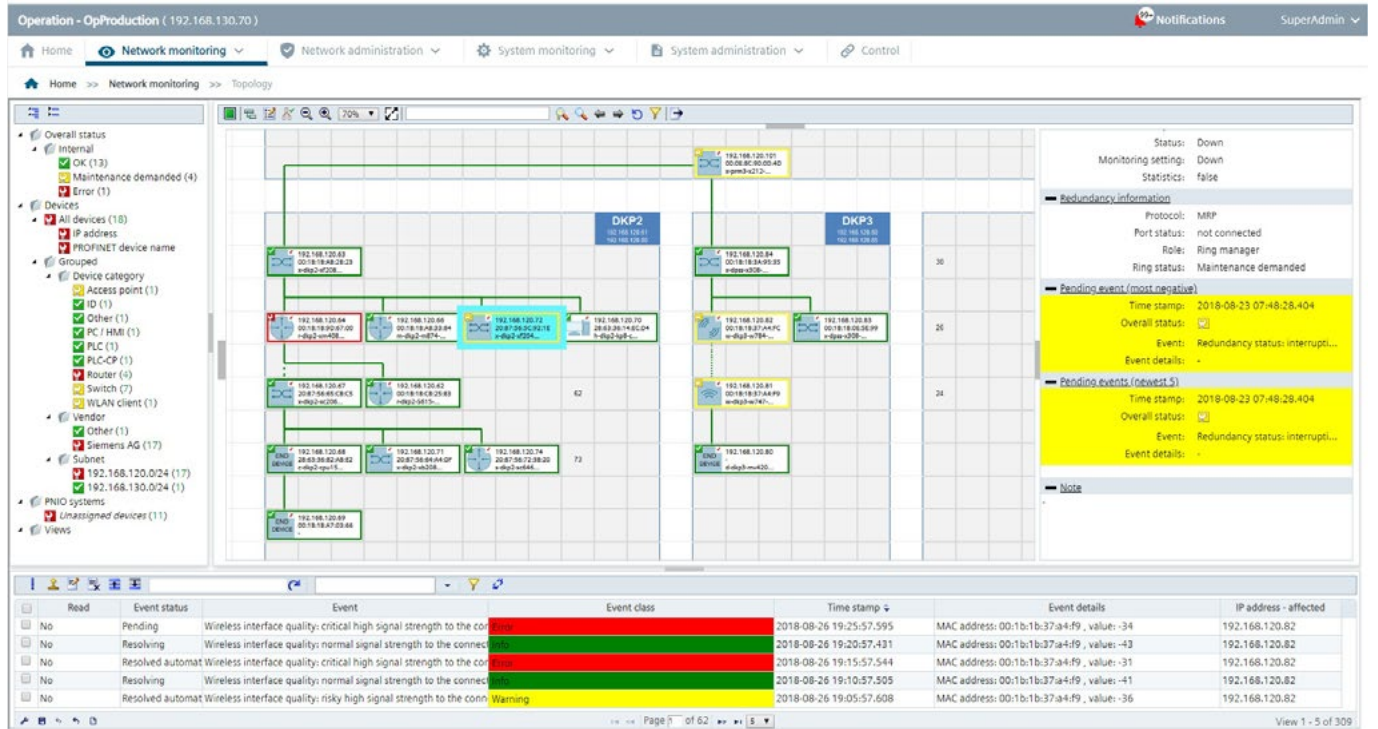 Operation - OpProduction ( 192.168.130.70 )
99+ Notifications
SuperAdmin
Home
Network monitoring
Network administration
System monitoring
System administration
Control
Home >> Network monitoring >> Topology
70%
Overall status
Internal
OK (13)
Maintenance demanded (4)
Error (1)
Devices
All devices (18)
IP address
PROFINET device name
Grouped
Device category
Access point (1)
ID (1)
Other (1)
PC / HMI (1)
PLC (1)
PLC-CP (1)
Router (4)
Switch (7)
WLAN client (1)
Vendor
Other (1)
Siemens AG (17)
Subnet
192.168.120.0/24 (17)
192.168.130.0/24 (1)
PNIO systems
Unassigned devices (11)
Views
192.168.120.101
DKP2
DKP3
192.168.120.63
192.168.120.84
30
192.168.120.64
192.168.120.66
192.168.120.72
192.168.120.70
192.168.120.82
192.168.120.83
26
192.168.120.67
192.168.120.62
62
192.168.120.81
24
END DEVICE
192.168.120.68
192.168.120.71
192.168.120.74
73
END DEVICE
192.168.120.80
END DEVICE
192.168.120.69
Status: Down
Monitoring setting: Down
Statistics: false
Redundancy information
Protocol: MRP
Port status: not connected
Role: Ring manager
Ring status: Maintenance demanded
Pending event (most negative)
Time stamp: 2018-08-23 07:48:28.404
Overall status:
Event: Redundancy status: interrupti...
Event details: -
Pending events (newest 5)
Time stamp: 2018-08-23 07:48:28.404
Overall status:
Event: Redundancy status: interrupti...
Event details: -
Note
-
Read Event status Event Event class Time stamp Event details IP address - affected
No Pending Wireless interface quality: critical high signal strength to the cor Error 2018-08-26 19:25:57.595 MAC address: 00:1b:1b:37:a4:f9 , value: -34 192.168.120.82
No Resolving Wireless interface quality: normal signal strength to the connect Info 2018-08-26 19:20:57.431 MAC address: 00:1b:1b:37:a4:f9 , value: -43 192.168.120.82
No Resolved automat Wireless interface quality: critical high signal strength to the cor Error 2018-08-26 19:15:57.544 MAC address: 00:1b:1b:37:a4:f9 , value: -31 192.168.120.82
No Resolving Wireless interface quality: normal signal strength to the connect Info 2018-08-26 19:10:57.505 MAC address: 00:1b:1b:37:a4:f9 , value: -41 192.168.120.82
No Resolved automat Wireless interface quality: risky high signal strength to the conn Warning 2018-08-26 19:05:57.608 MAC address: 00:1b:1b:37:a4:f9 , value: -36 192.168.120.82
Page 1 of 62 5
View 1 - 5 of 309